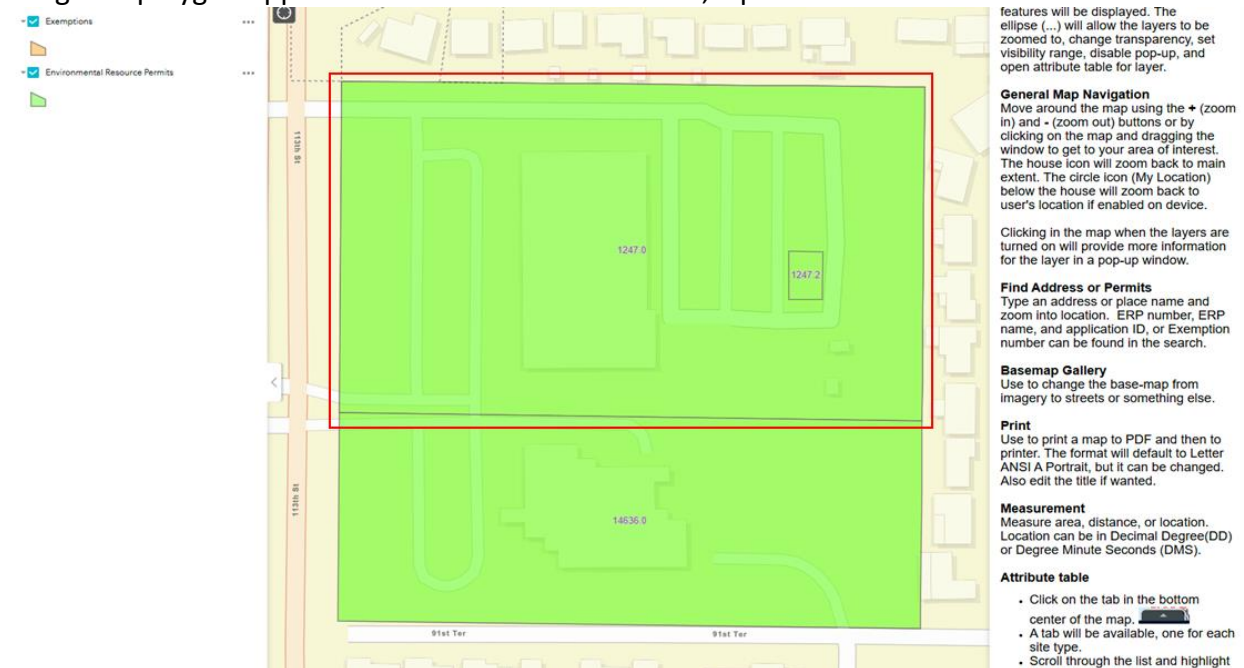 Exemptions
Environmental Resource Permits
113th St
1247.0
1247.2
14636.0
113th St
91st Ter
91st Ter
features will be displayed. The
ellipse (...) will allow the layers to be
zoomed to, change transparency, set
visibility range, disable pop-up, and
open attribute table for layer.
General Map Navigation
Move around the map using the + (zoom
in) and - (zoom out) buttons or by
clicking on the map and dragging the
window to get to your area of interest.
The house icon will zoom back to main
extent. The circle icon (My Location)
below the house will zoom back to
user's location if enabled on device.
Clicking in the map when the layers are
turned on will provide more information
for the layer in a pop-up window.
Find Address or Permits
Type an address or place name and
zoom into location. ERP number, ERP
name, and application ID, or Exemption
number can be found in the search.
Basemap Gallery
Use to change the base-map from
imagery to streets or something else.
Print
Use to print a map to PDF and then to
printer. The format will default to Letter
ANSI A Portrait, but it can be changed.
Also edit the title if wanted.
Measurement
Measure area, distance, or location.
Location can be in Decimal Degree(DD)
or Degree Minute Seconds (DMS).
Attribute table
• Click on the tab in the bottom
center of the map.
• A tab will be available, one for each
site type.
• Scroll through the list and highlight